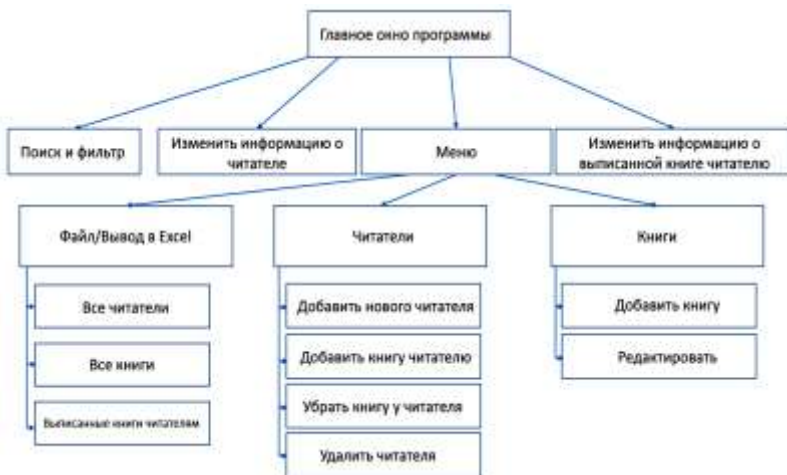 Главное окно программы
Поиск и фильтр
Изменить информацию о
читателе
Меню
Изменить информацию о
выписанной книге читателю
Файл/Вывод в Excel
Читатели
Книги
Все читатели
Все книги
Выписанные книги читателям
Добавить нового читателя
Добавить книгу читателю
Убрать книгу у читателя
Удалить читателя
Добавить книгу
Редактировать